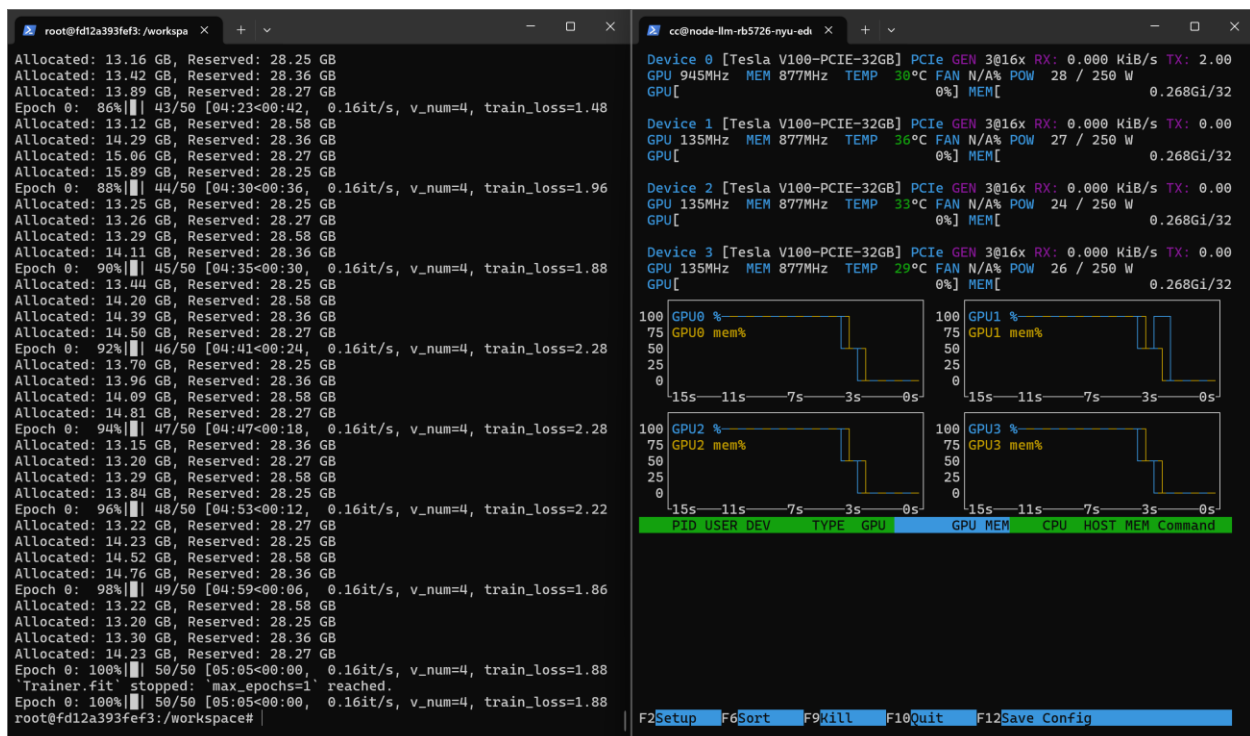 root@fd12a393fef3: /workspa
Allocated: 13.16 GB, Reserved: 28.25 GB
Allocated: 13.42 GB, Reserved: 28.36 GB
Allocated: 13.89 GB, Reserved: 28.27 GB
Epoch 0:  86%|█| 43/50 [04:23<00:42,  0.16it/s, v_num=4, train_loss=1.48
Allocated: 13.12 GB, Reserved: 28.58 GB
Allocated: 14.29 GB, Reserved: 28.36 GB
Allocated: 15.06 GB, Reserved: 28.27 GB
Allocated: 15.89 GB, Reserved: 28.25 GB
Epoch 0:  88%|█| 44/50 [04:30<00:36,  0.16it/s, v_num=4, train_loss=1.96
Allocated: 13.25 GB, Reserved: 28.25 GB
Allocated: 13.26 GB, Reserved: 28.27 GB
Allocated: 13.29 GB, Reserved: 28.58 GB
Allocated: 14.11 GB, Reserved: 28.36 GB
Epoch 0:  90%|█| 45/50 [04:35<00:30,  0.16it/s, v_num=4, train_loss=1.88
Allocated: 13.44 GB, Reserved: 28.25 GB
Allocated: 14.20 GB, Reserved: 28.58 GB
Allocated: 14.39 GB, Reserved: 28.36 GB
Allocated: 14.50 GB, Reserved: 28.27 GB
Epoch 0:  92%|█| 46/50 [04:41<00:24,  0.16it/s, v_num=4, train_loss=2.28
Allocated: 13.70 GB, Reserved: 28.25 GB
Allocated: 13.96 GB, Reserved: 28.36 GB
Allocated: 14.09 GB, Reserved: 28.58 GB
Allocated: 14.81 GB, Reserved: 28.27 GB
Epoch 0:  94%|█| 47/50 [04:47<00:18,  0.16it/s, v_num=4, train_loss=2.28
Allocated: 13.15 GB, Reserved: 28.36 GB
Allocated: 13.20 GB, Reserved: 28.27 GB
Allocated: 13.29 GB, Reserved: 28.58 GB
Allocated: 13.84 GB, Reserved: 28.25 GB
Epoch 0:  96%|█| 48/50 [04:53<00:12,  0.16it/s, v_num=4, train_loss=2.22
Allocated: 13.22 GB, Reserved: 28.27 GB
Allocated: 14.23 GB, Reserved: 28.25 GB
Allocated: 14.52 GB, Reserved: 28.58 GB
Allocated: 14.76 GB, Reserved: 28.36 GB
Epoch 0:  98%|█| 49/50 [04:59<00:06,  0.16it/s, v_num=4, train_loss=1.86
Allocated: 13.22 GB, Reserved: 28.58 GB
Allocated: 13.20 GB, Reserved: 28.25 GB
Allocated: 13.30 GB, Reserved: 28.36 GB
Allocated: 14.23 GB, Reserved: 28.27 GB
Epoch 0: 100%|█| 50/50 [05:05<00:00,  0.16it/s, v_num=4, train_loss=1.88
`Trainer.fit` stopped: `max_epochs=1` reached.
Epoch 0: 100%|█| 50/50 [05:05<00:00,  0.16it/s, v_num=4, train_loss=1.88
root@fd12a393fef3:/workspace#
cc@node-llm-rb5726-nyu-edu
Device 0 [Tesla V100-PCIE-32GB] PCIe GEN 3@16x RX: 0.000 KiB/s TX: 2.00
GPU 945MHz  MEM 877MHz  TEMP  30°C FAN N/A% POW  28 / 250 W
GPU[ 0%] MEM[ 0.268Gi/32
Device 1 [Tesla V100-PCIE-32GB] PCIe GEN 3@16x RX: 0.000 KiB/s TX: 0.00
GPU 135MHz  MEM 877MHz  TEMP  36°C FAN N/A% POW  27 / 250 W
GPU[ 0%] MEM[ 0.268Gi/32
Device 2 [Tesla V100-PCIE-32GB] PCIe GEN 3@16x RX: 0.000 KiB/s TX: 0.00
GPU 135MHz  MEM 877MHz  TEMP  33°C FAN N/A% POW  24 / 250 W
GPU[ 0%] MEM[ 0.268Gi/32
Device 3 [Tesla V100-PCIE-32GB] PCIe GEN 3@16x RX: 0.000 KiB/s TX: 2.00
GPU 135MHz  MEM 877MHz  TEMP  29°C FAN N/A% POW  26 / 250 W
GPU[ 0%] MEM[ 0.268Gi/32
100 GPU0 %
75 GPU0 mem%
50
25
0
15s 11s 7s 3s 0s
100 GPU1 %
75 GPU1 mem%
50
25
0
15s 11s 7s 3s 0s
100 GPU2 %
75 GPU2 mem%
50
25
0
15s 11s 7s 3s 0s
100 GPU3 %
75 GPU3 mem%
50
25
0
15s 11s 7s 3s 0s
PID USER DEV TYPE GPU GPU MEM CPU HOST MEM Command
F2Setup F6Sort F9Kill F10Quit F12Save Config